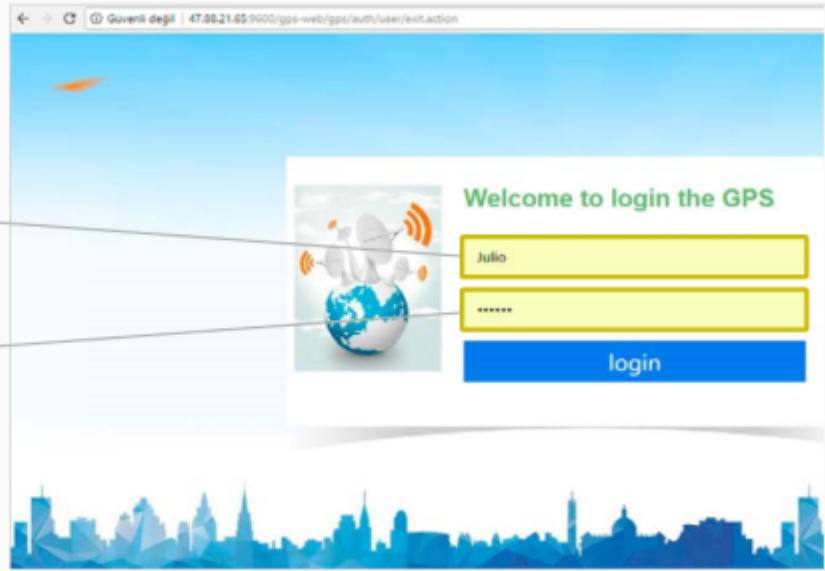 Güvenli değil | 47.88.21.65:9600/gps-web/gps/auth/user/exit.action
Welcome to login the GPS
Julio
••••••
login